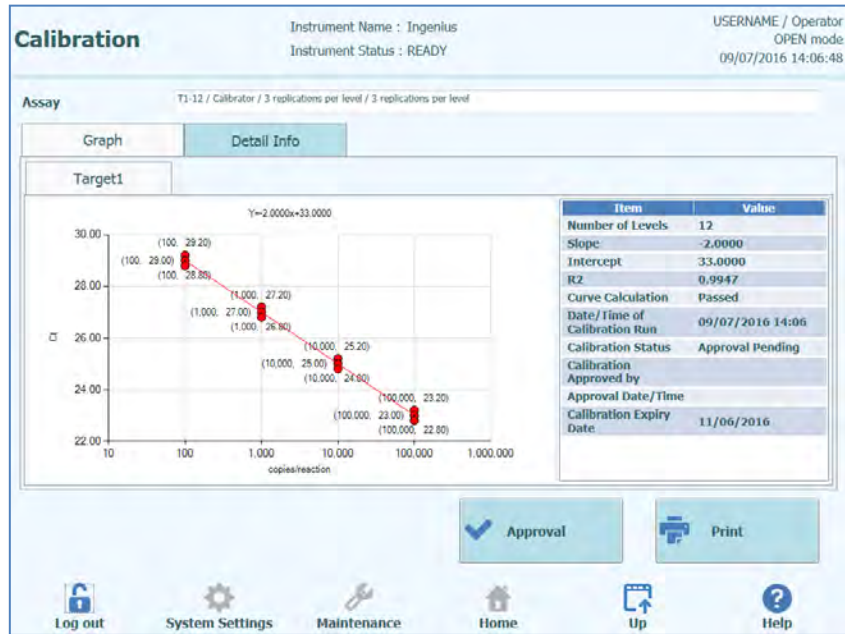 Calibration
Instrument Name : Ingenius
Instrument Status : READY
USERNAME / Operator
OPEN mode
09/07/2016 14:06:48
Assay
T1-12 / Calibrator / 3 replications per level / 3 replications per level
Graph
Detail Info
Target1
Y=-2.0000x+33.0000
30.00
28.00
26.00
24.00
22.00
Ct
(100, 29.20)
(100, 29.00)
(100, 28.80)
(1,000, 27.20)
(1,000, 27.00)
(1,000, 26.80)
(10,000, 25.20)
(10,000, 25.00)
(10,000, 24.80)
(100,000, 23.20)
(100,000, 23.00)
(100,000, 22.80)
10 100 1,000 10,000 100,000 1,000,000
copies/reaction
Item Value
Number of Levels 12
Slope -2.0000
Intercept 33.0000
R2 0.9947
Curve Calculation Passed
Date/Time of
Calibration Run 09/07/2016 14:06
Calibration Status Approval Pending
Calibration
Approved by
Approval Date/Time
Calibration Expiry
Date 11/06/2016
Approval
Print
Log out
System Settings
Maintenance
Home
Up
Help